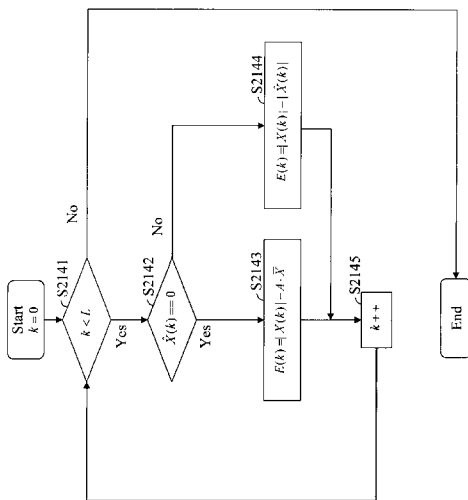 Start
k = 0
S2141
k < L
No
Yes
S2142
X̂(k) == 0
No
Yes
S2143
E(k) = |X(k)| − A · X̄
S2144
E(k) = |X(k)| − |X̂(k)|
S2145
k++
End